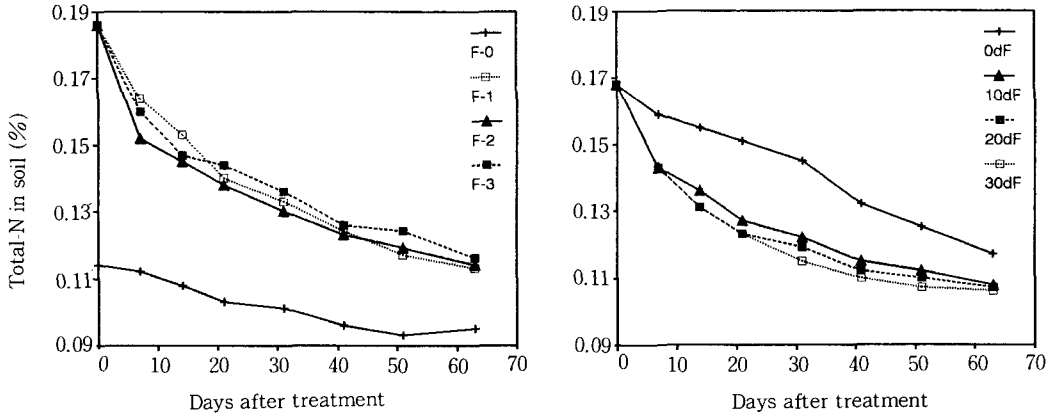 Total-N in soil (%)
0.19
0.17
0.15
0.13
0.11
0.09
0 10 20 30 40 50 60 70
Days after treatment
F-0
F-1
F-2
F-3
0.19
0.17
0.15
0.13
0.11
0.09
0 10 20 30 40 50 60 70
Days after treatment
0dF
10dF
20dF
30dF